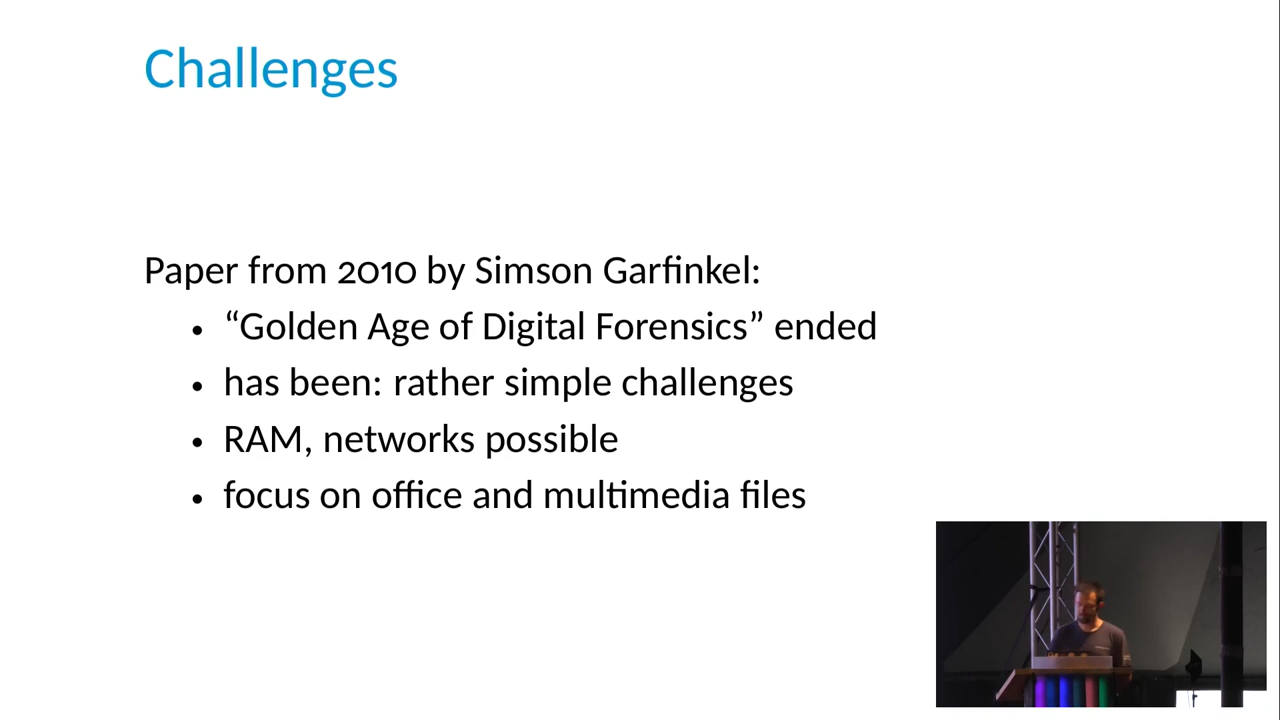 Challenges
Paper from 2010 by Simson Garfinkel:
• “Golden Age of Digital Forensics” ended
• has been: rather simple challenges
• RAM, networks possible
• focus on office and multimedia files